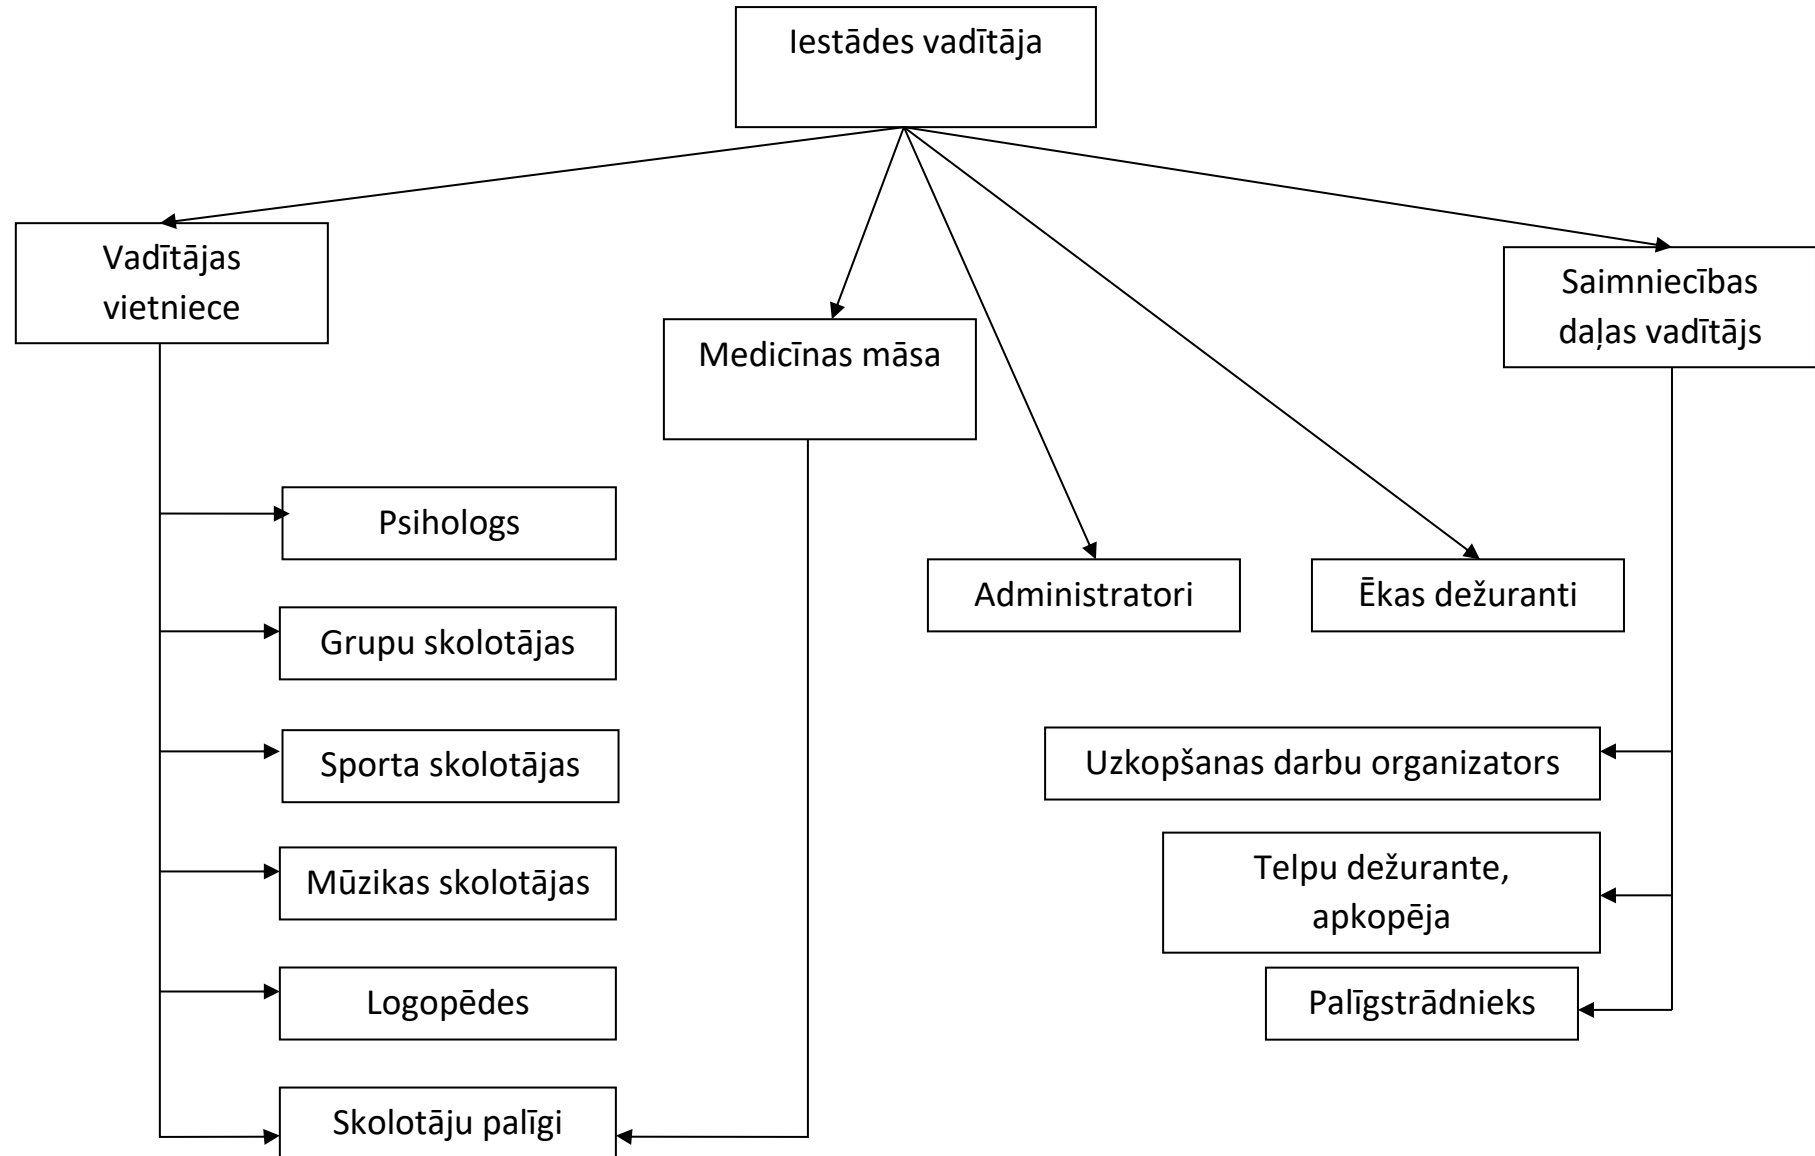 Iestādes vadītāja
Vadītājas
vietniece
Saimniecības
daļas vadītājs
Medicīnas māsa
Psihologs
Administratori
Ēkas dežuranti
Grupu skolotājas
Sporta skolotājas
Uzkopšanas darbu organizators
Mūzikas skolotājas
Telpu dežurante,
apkopēja
Logopēdes
Palīgstrādnieks
Skolotāju palīgi